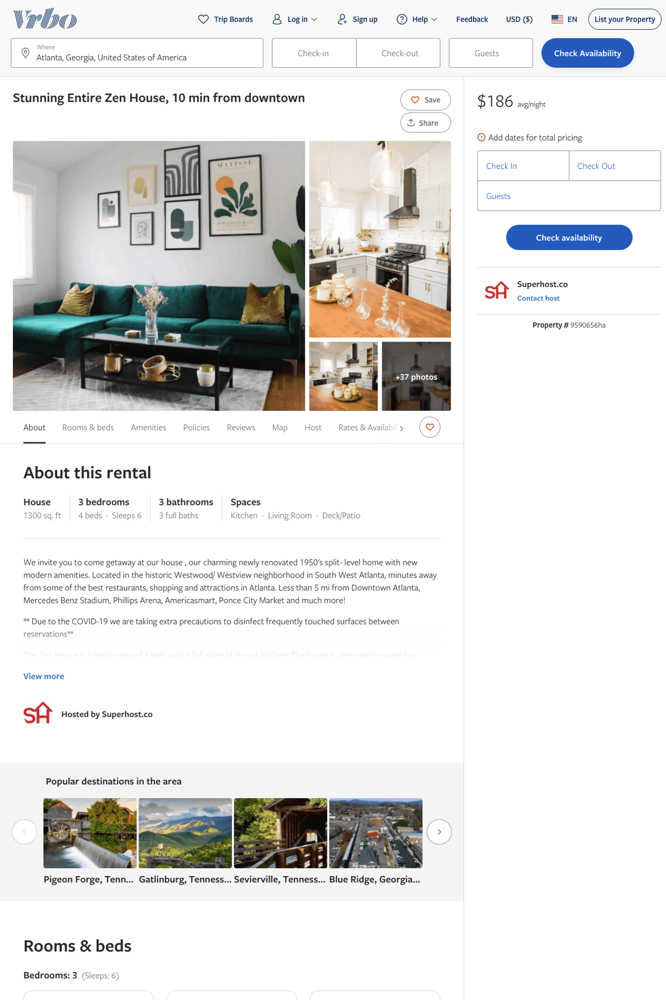 Vrbo
Trip Boards
Log in
Sign up
Help
Feedback
USD ($)
EN
List your Property
Where
Atlanta, Georgia, United States of America
Check-in
Check-out
Guests
Check Availability
Stunning Entire Zen House, 10 min from downtown
Save
Share
MATISSE
+37 photos
$186 avg/night
Add dates for total pricing
Check In
Check Out
Guests
Check availability
SH
Superhost.co
Contact host
Property # 9590656ha
About
Rooms & beds
Amenities
Policies
Reviews
Map
Host
Rates & Availabili
About this rental
House
1300 sq. ft
3 bedrooms
4 beds · Sleeps 6
3 bathrooms
3 full baths
Spaces
Kitchen · Living Room · Deck/Patio
We invite you to come getaway at our house , our charming newly renovated 1950's split- level home with new
modern amenities. Located in the historic Westwood/ Westview neighborhood in South West Atlanta, minutes away
from some of the best restaurants, shopping and attractions in Atlanta. Less than 5 mi from Downtown Atlanta,
Mercedes Benz Stadium, Phillips Arena, Americasmart, Ponce City Market and much more!
** Due to the COVID-19 we are taking extra precautions to disinfect frequently touched surfaces between
reservations**
The Zen House is 3 bedroom and 3 bath with a full state of the art kitchen. The house is very spacious and has
View more
SH
Hosted by Superhost.co
Popular destinations in the area
Pigeon Forge, Tenn...
Gatlinburg, Tenness...
Sevierville, Tenness...
Blue Ridge, Georgia...
Rooms & beds
Bedrooms: 3 (Sleeps: 6)